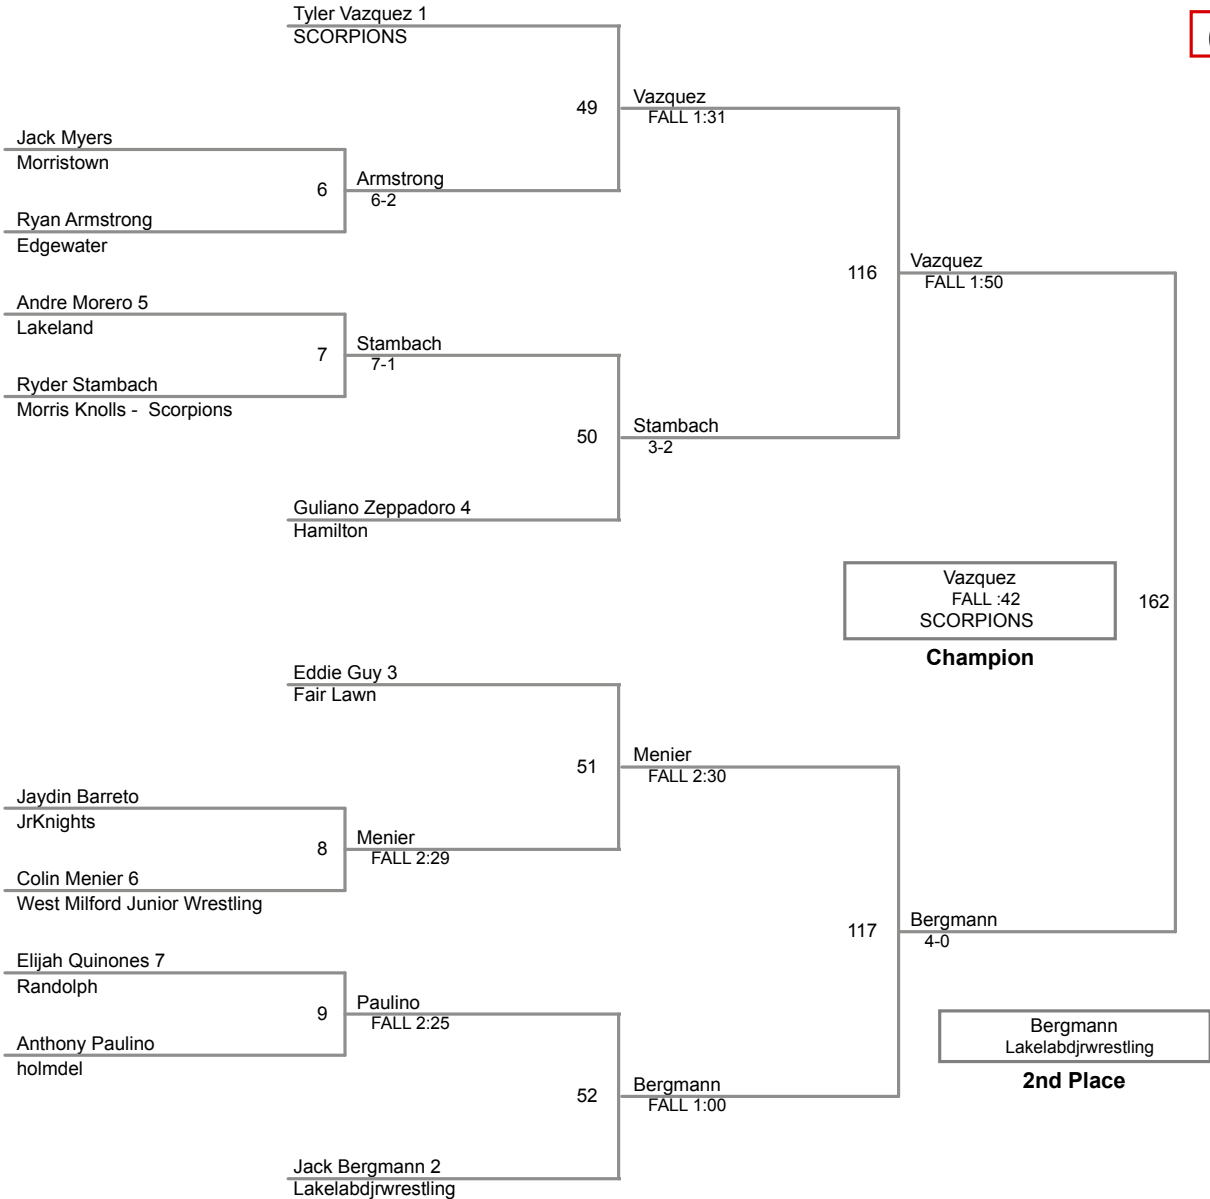 Tyler Vazquez 1
SCORPIONS
49
Vazquez
FALL 1:31
Jack Myers
Morristown
6
Armstrong
6-2
Ryan Armstrong
Edgewater
116
Vazquez
FALL 1:50
Andre Morero 5
Lakeland
7
Stambach
7-1
Ryder Stambach
Morris Knolls -  Scorpions
50
Stambach
3-2
Guliano Zeppadoro 4
Hamilton
Vazquez
FALL :42
SCORPIONS
162
Champion
Eddie Guy 3
Fair Lawn
51
Menier
FALL 2:30
Jaydin Barreto
JrKnights
8
Menier
FALL 2:29
Colin Menier 6
West Milford Junior Wrestling
117
Bergmann
4-0
Elijah Quinones 7
Randolph
9
Paulino
FALL 2:25
Anthony Paulino
holmdel
Bergmann
Lakelabdjrwrestling
2nd Place
52
Bergmann
FALL 1:00
Jack Bergmann 2
Lakelabdjrwrestling